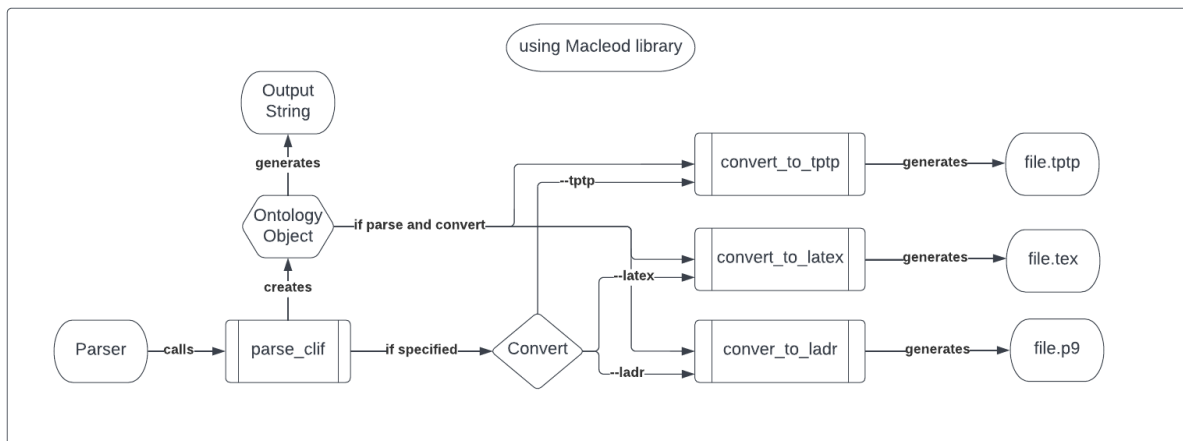 using Macleod library
Output
String
generates
Ontology
Object
if parse and convert
creates
Parser
calls
parse_clif
if specified
Convert
--tptp
--latex
--ladr
convert_to_tptp
generates
file.tptp
convert_to_latex
generates
file.tex
conver_to_ladr
generates
file.p9